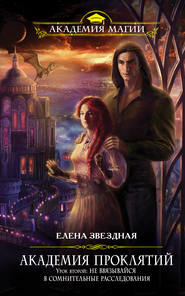 АКАДЕМИЯ МАГИИ
ЕЛЕНА ЗВЕЗДНАЯ
АКАДЕМИЯ ПРОКЛЯТИЙ
Урок второй: НЕ ВВЯЗЫВАЙСЯ
В СОМНИТЕЛЬНЫЕ РАССЛЕДОВАНИЯ